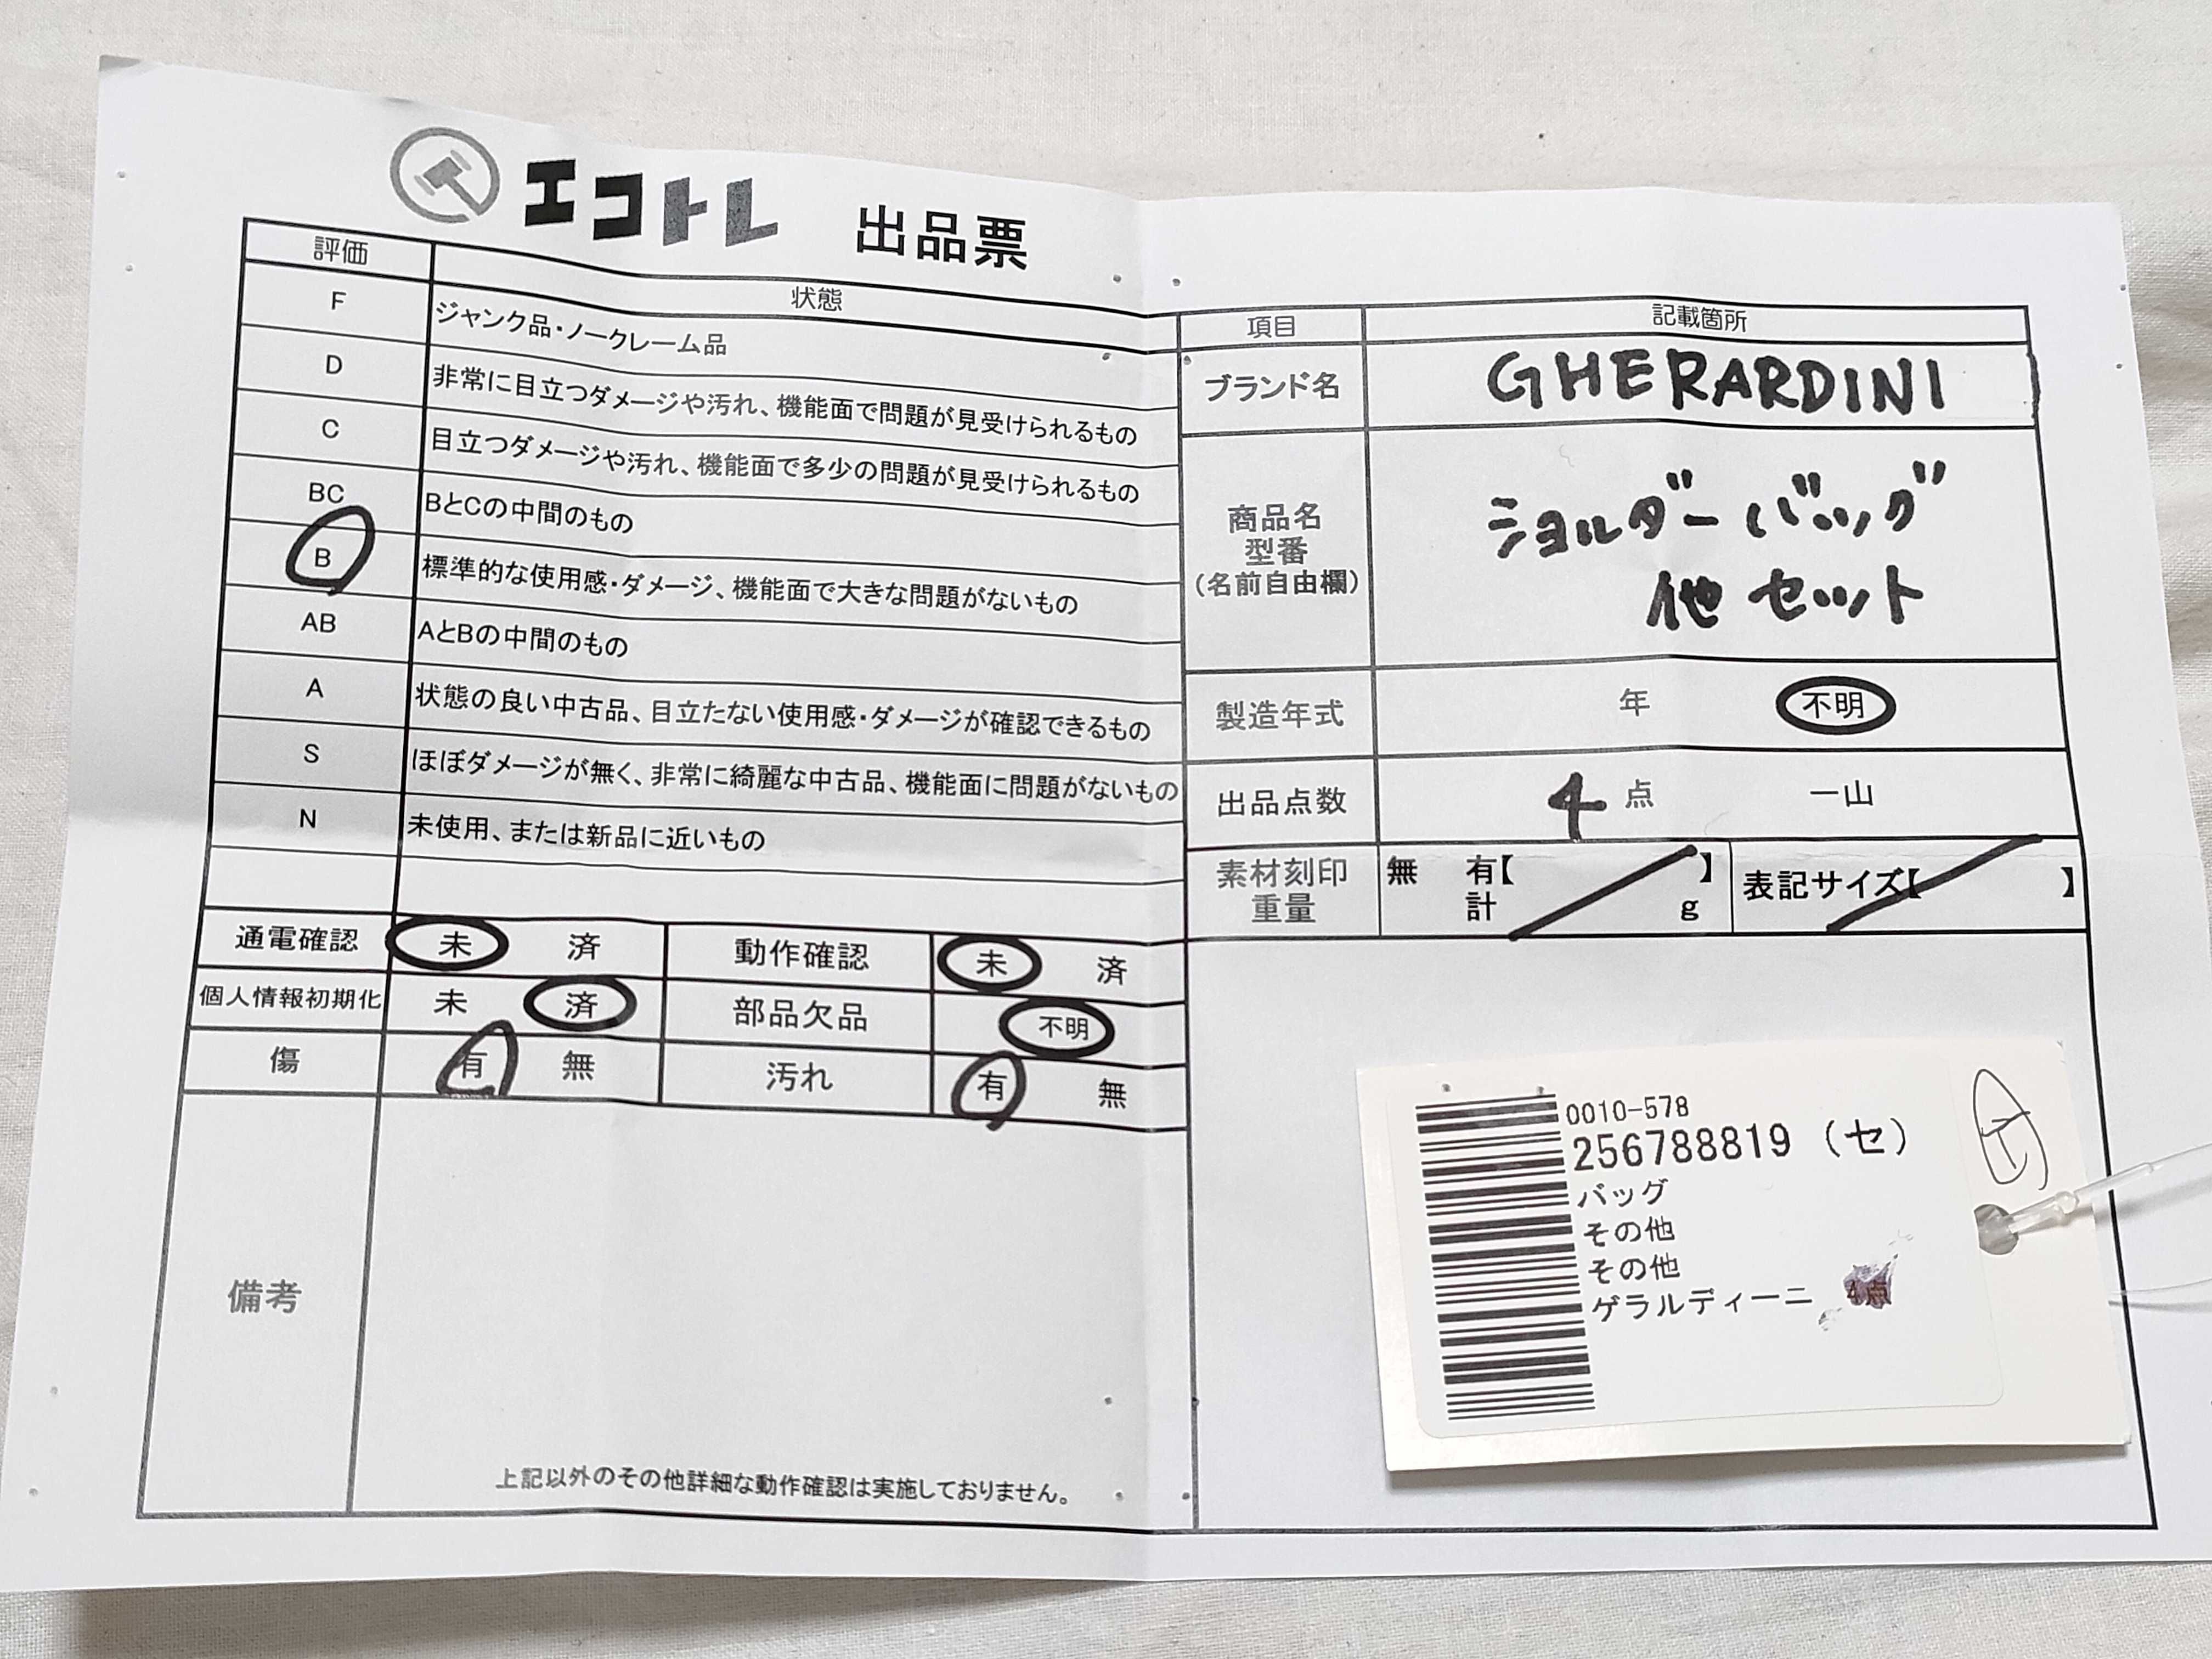 エコトレ 出品票
評価 状態
F ジャンク品・ノークレーム品
D 非常に目立つダメージや汚れ、機能面で問題が見受けられるもの
C 目立つダメージや汚れ、機能面で多少の問題が見受けられるもの
BC BとCの中間のもの
B 標準的な使用感・ダメージ、機能面で大きな問題がないもの
AB AとBの中間のもの
A 状態の良い中古品、目立たない使用感・ダメージが確認できるもの
S ほぼダメージが無く、非常に綺麗な中古品、機能面に問題がないもの
N 未使用、または新品に近いもの
通電確認 未 済 動作確認 未 済
個人情報初期化 未 済 部品欠品 不明
傷 有 無 汚れ 有 無
備考
上記以外のその他詳細な動作確認は実施しておりません。
項目 記載箇所
ブランド名 GHERARDINI
商品名
型番
(名前自由欄)
ショルダーバッグ
他セット
製造年式 年 不明
出品点数 4 点 一山
素材刻印 無 有【 】
重量 計 g
表記サイズ【 】
0010-578
256788819 (セ)
バッグ
その他
その他
ゲラルディーニ 4点